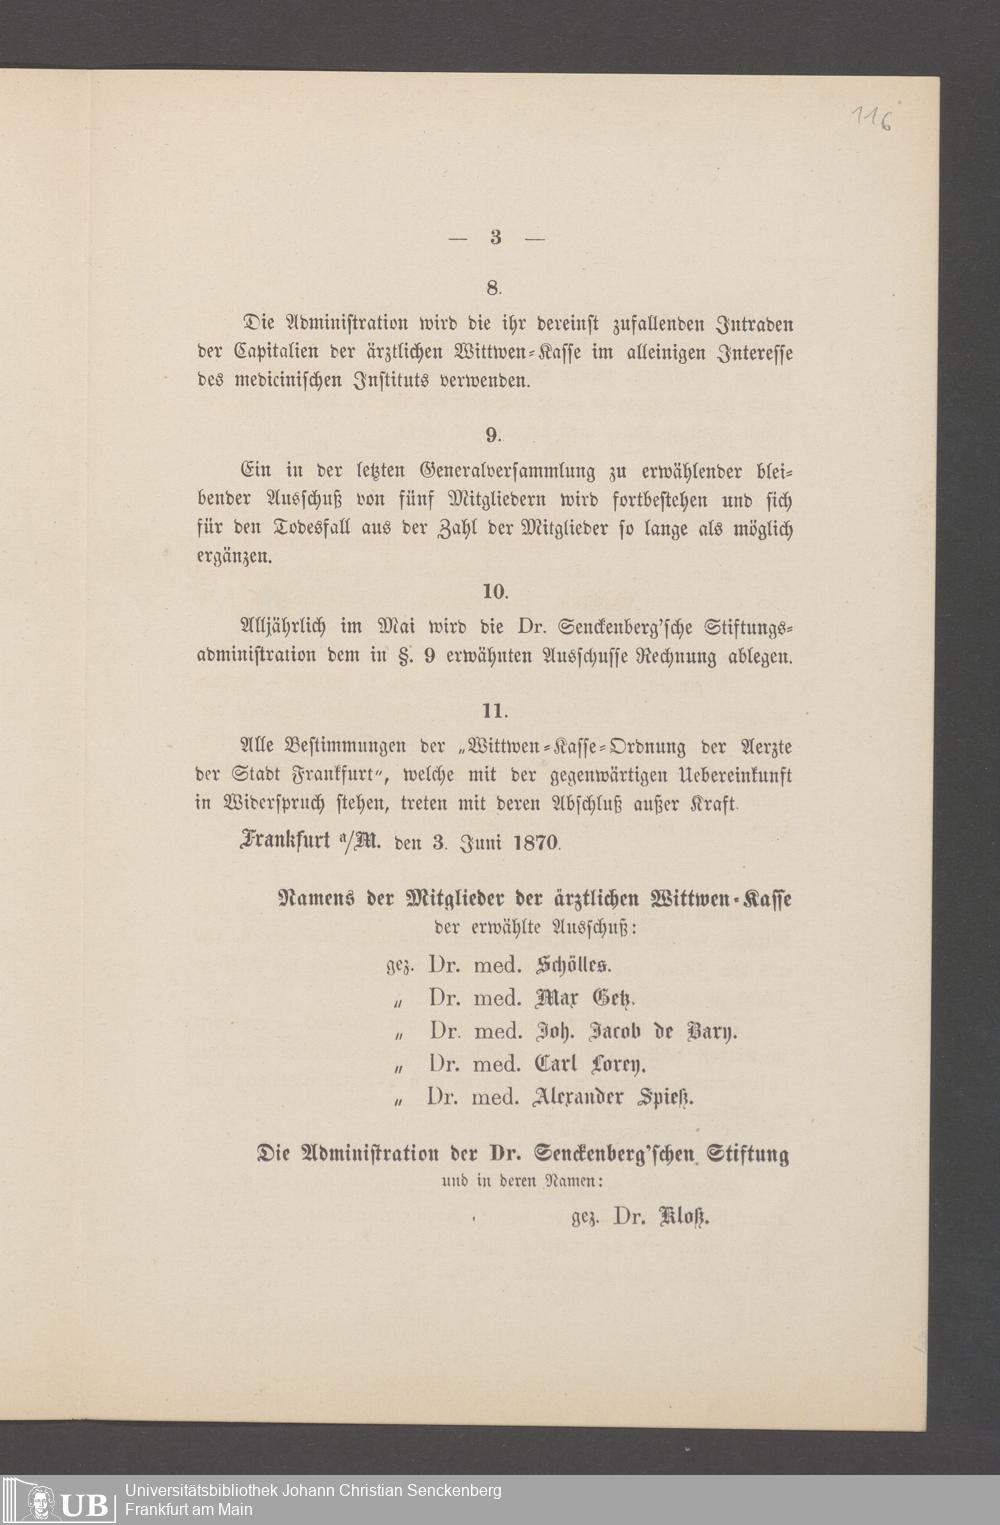 116
— 3 —
8.
Die Administration wird die ihr dereinst zufallenden Intraden
der Capitalien der ärztlichen Wittwen-Kasse im alleinigen Interesse
des medicinischen Instituts verwenden.
9.
Ein in der letzten Generalversammlung zu erwählender blei-
bender Ausschuß von fünf Mitgliedern wird fortbestehen und sich
für den Todesfall aus der Zahl der Mitglieder so lange als möglich
ergänzen.
10.
Alljährlich im Mai wird die Dr. Senckenberg'sche Stiftungs-
administration dem in §. 9 erwähnten Ausschusse Rechnung ablegen.
11.
Alle Bestimmungen der „Wittwen-Kasse-Ordnung der Aerzte
der Stadt Frankfurt“, welche mit der gegenwärtigen Uebereinkunft
in Widerspruch stehen, treten mit deren Abschluß außer Kraft.
Frankfurt a/M. den 3. Juni 1870.
Namens der Mitglieder der ärztlichen Wittwen-Kasse
der erwählte Ausschuß:
gez. Dr. med. Schölles.
„ Dr. med. Max Getz.
„ Dr. med. Joh. Jacob de Bary.
„ Dr. med. Carl Lorey.
„ Dr. med. Alexander Spieß.
Die Administration der Dr. Senckenberg'schen Stiftung
und in deren Namen:
gez. Dr. Kloß.
UB
Universitätsbibliothek Johann Christian Senckenberg
Frankfurt am Main